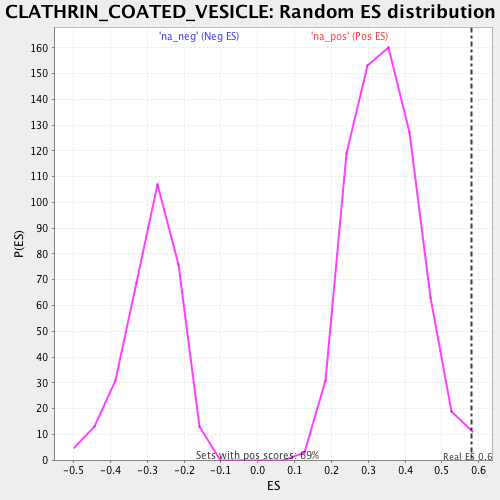 CLATHRIN_COATED_VESICLE: Random ES distribution
'na_neg' (Neg ES)
'na_pos' (Pos ES)
160
150
140
130
120
110
100
90
80
70
60
50
40
30
20
10
0
P(ES)
Sets with pos scores: 69%
Real ES 0.6
-0.5 -0.4 -0.3 -0.2 -0.1 0.0 0.1 0.2 0.3 0.4 0.5 0.6
ES